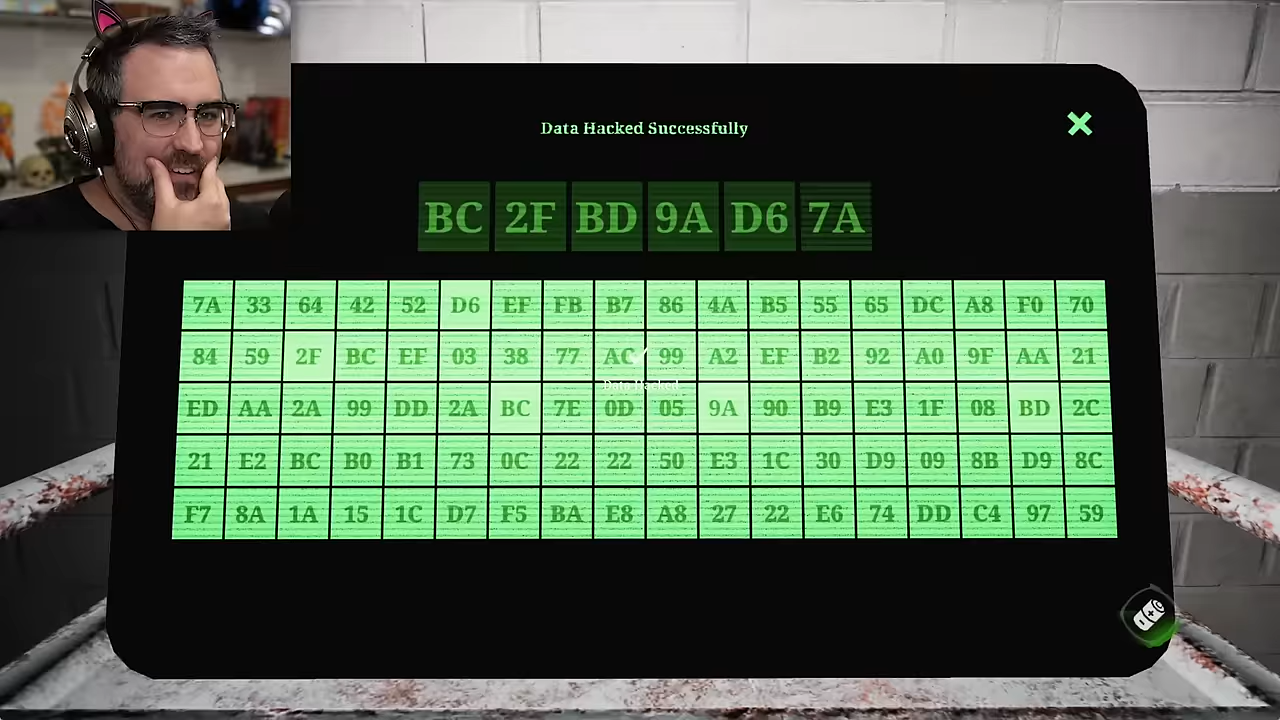 Data Hacked Successfully
BC 2F BD 9A D6 7A
7A 33 64 42 52 D6 EF FB B7 86 4A B5 55 65 DC A8 F0 70
84 59 2F BC EF 03 38 77 AC 99 A2 EF B2 92 A0 9F AA 21
Data Hacked
ED AA 2A 99 DD 2A BC 7E 0D 05 9A 90 B9 E3 1F 08 BD 2C
21 E2 BC B0 B1 73 0C 22 22 50 E3 1C 30 D9 09 8B D9 8C
F7 8A 1A 15 1C D7 F5 BA E8 A8 27 22 E6 74 DD C4 97 59